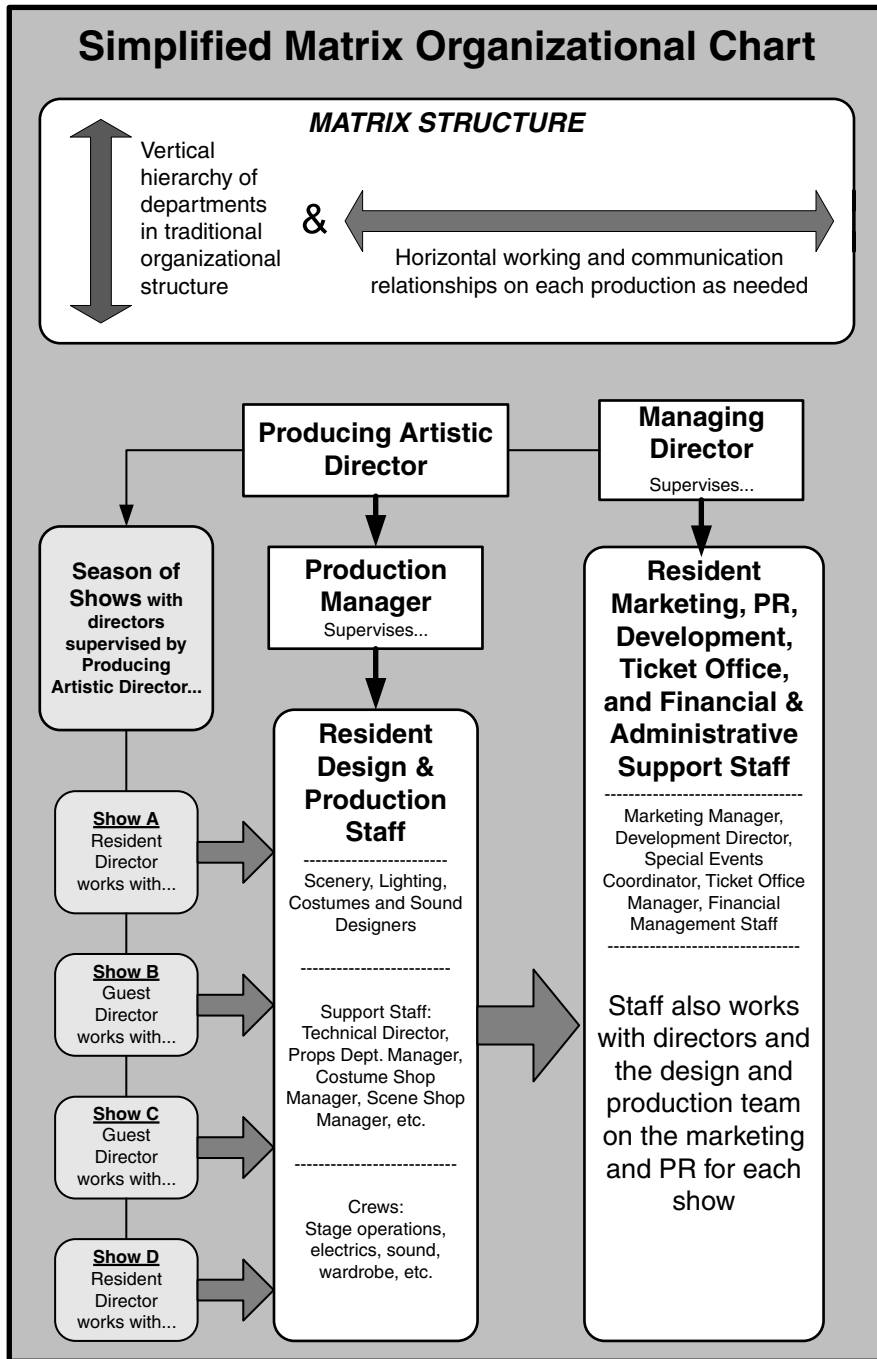 Simplified Matrix Organizational Chart
MATRIX STRUCTURE
Vertical
hierarchy of
departments
in traditional
organizational
structure
&
Horizontal working and communication
relationships on each production as needed
Producing Artistic
Director
Managing
Director
Supervises...
Season of
Shows with
directors
supervised by
Producing
Artistic Director...
Production
Manager
Supervises...
Resident
Marketing, PR,
Development,
Ticket Office,
and Financial &
Administrative
Support Staff
---------------------------------
Marketing Manager,
Development Director,
Special Events
Coordinator, Ticket Office
Manager, Financial
Management Staff
--------------------------------
Staff also works
with directors and
the design and
production team
on the marketing
and PR for each
show
Resident
Design &
Production
Staff
------------------------
Scenery, Lighting,
Costumes and Sound
Designers
-------------------------
Support Staff:
Technical Director,
Props Dept. Manager,
Costume Shop
Manager, Scene Shop
Manager, etc.
---------------------------
Crews:
Stage operations,
electrics, sound,
wardrobe, etc.
Show A
Resident
Director
works with...
Show B
Guest
Director
works with...
Show C
Guest
Director
works with...
Show D
Resident
Director
works with...